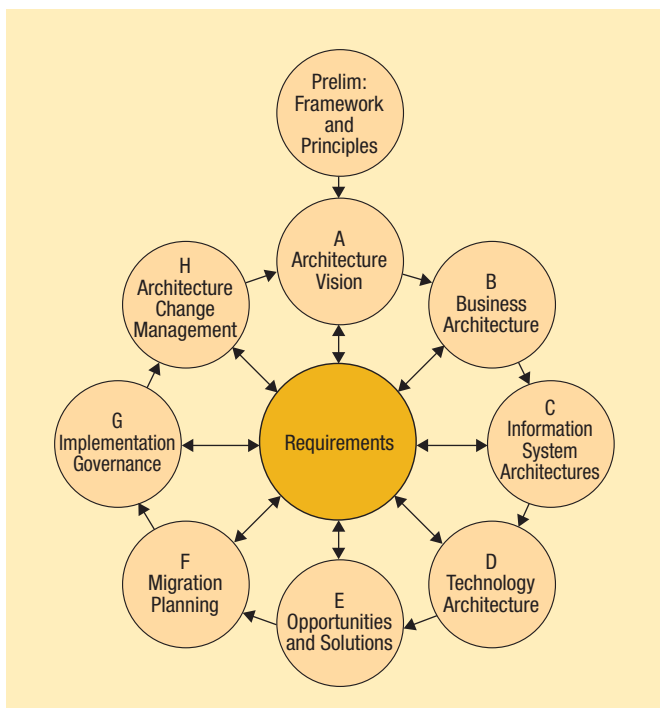 Prelim:
Framework
and
Principles
A
Architecture
Vision
B
Business
Architecture
C
Information
System
Architectures
D
Technology
Architecture
E
Opportunities
and Solutions
F
Migration
Planning
G
Implementation
Governance
H
Architecture
Change
Management
Requirements